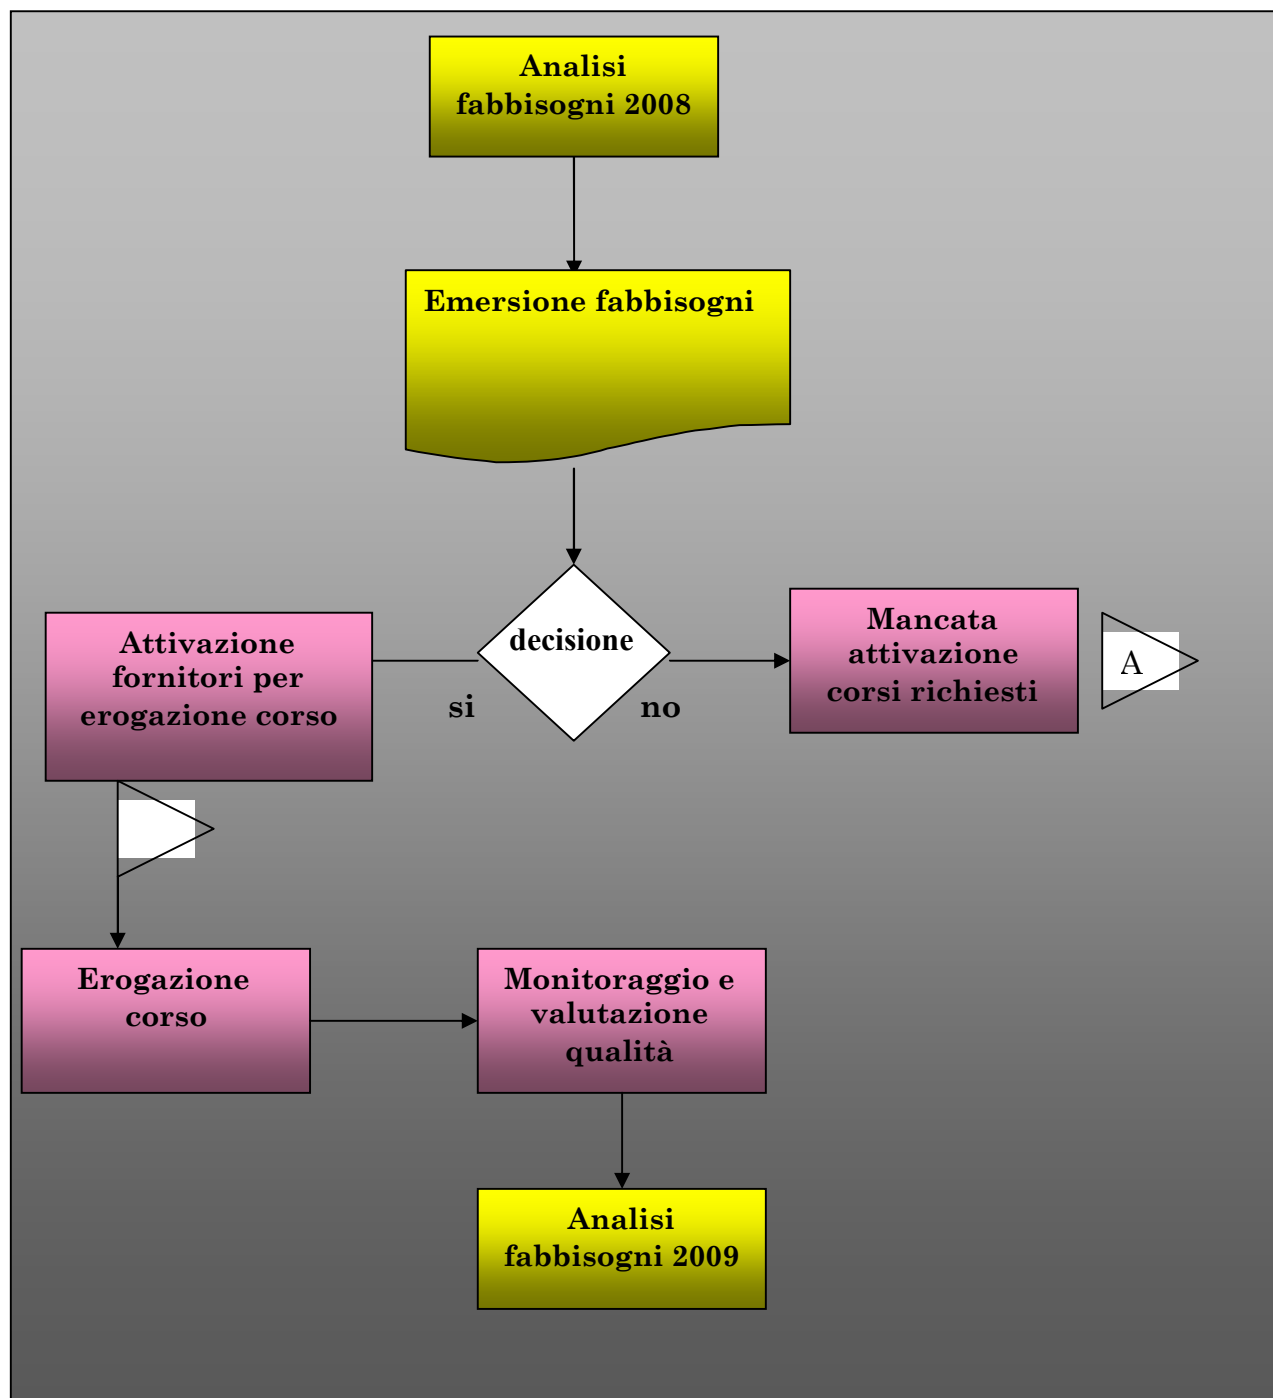 Analisi
fabbisogni 2008
Emersione fabbisogni
decisione
si
no
Attivazione
fornitori per
erogazione corso
Mancata
attivazione
corsi richiesti
A
Erogazione
corso
Monitoraggio e
valutazione
qualità
Analisi
fabbisogni 2009